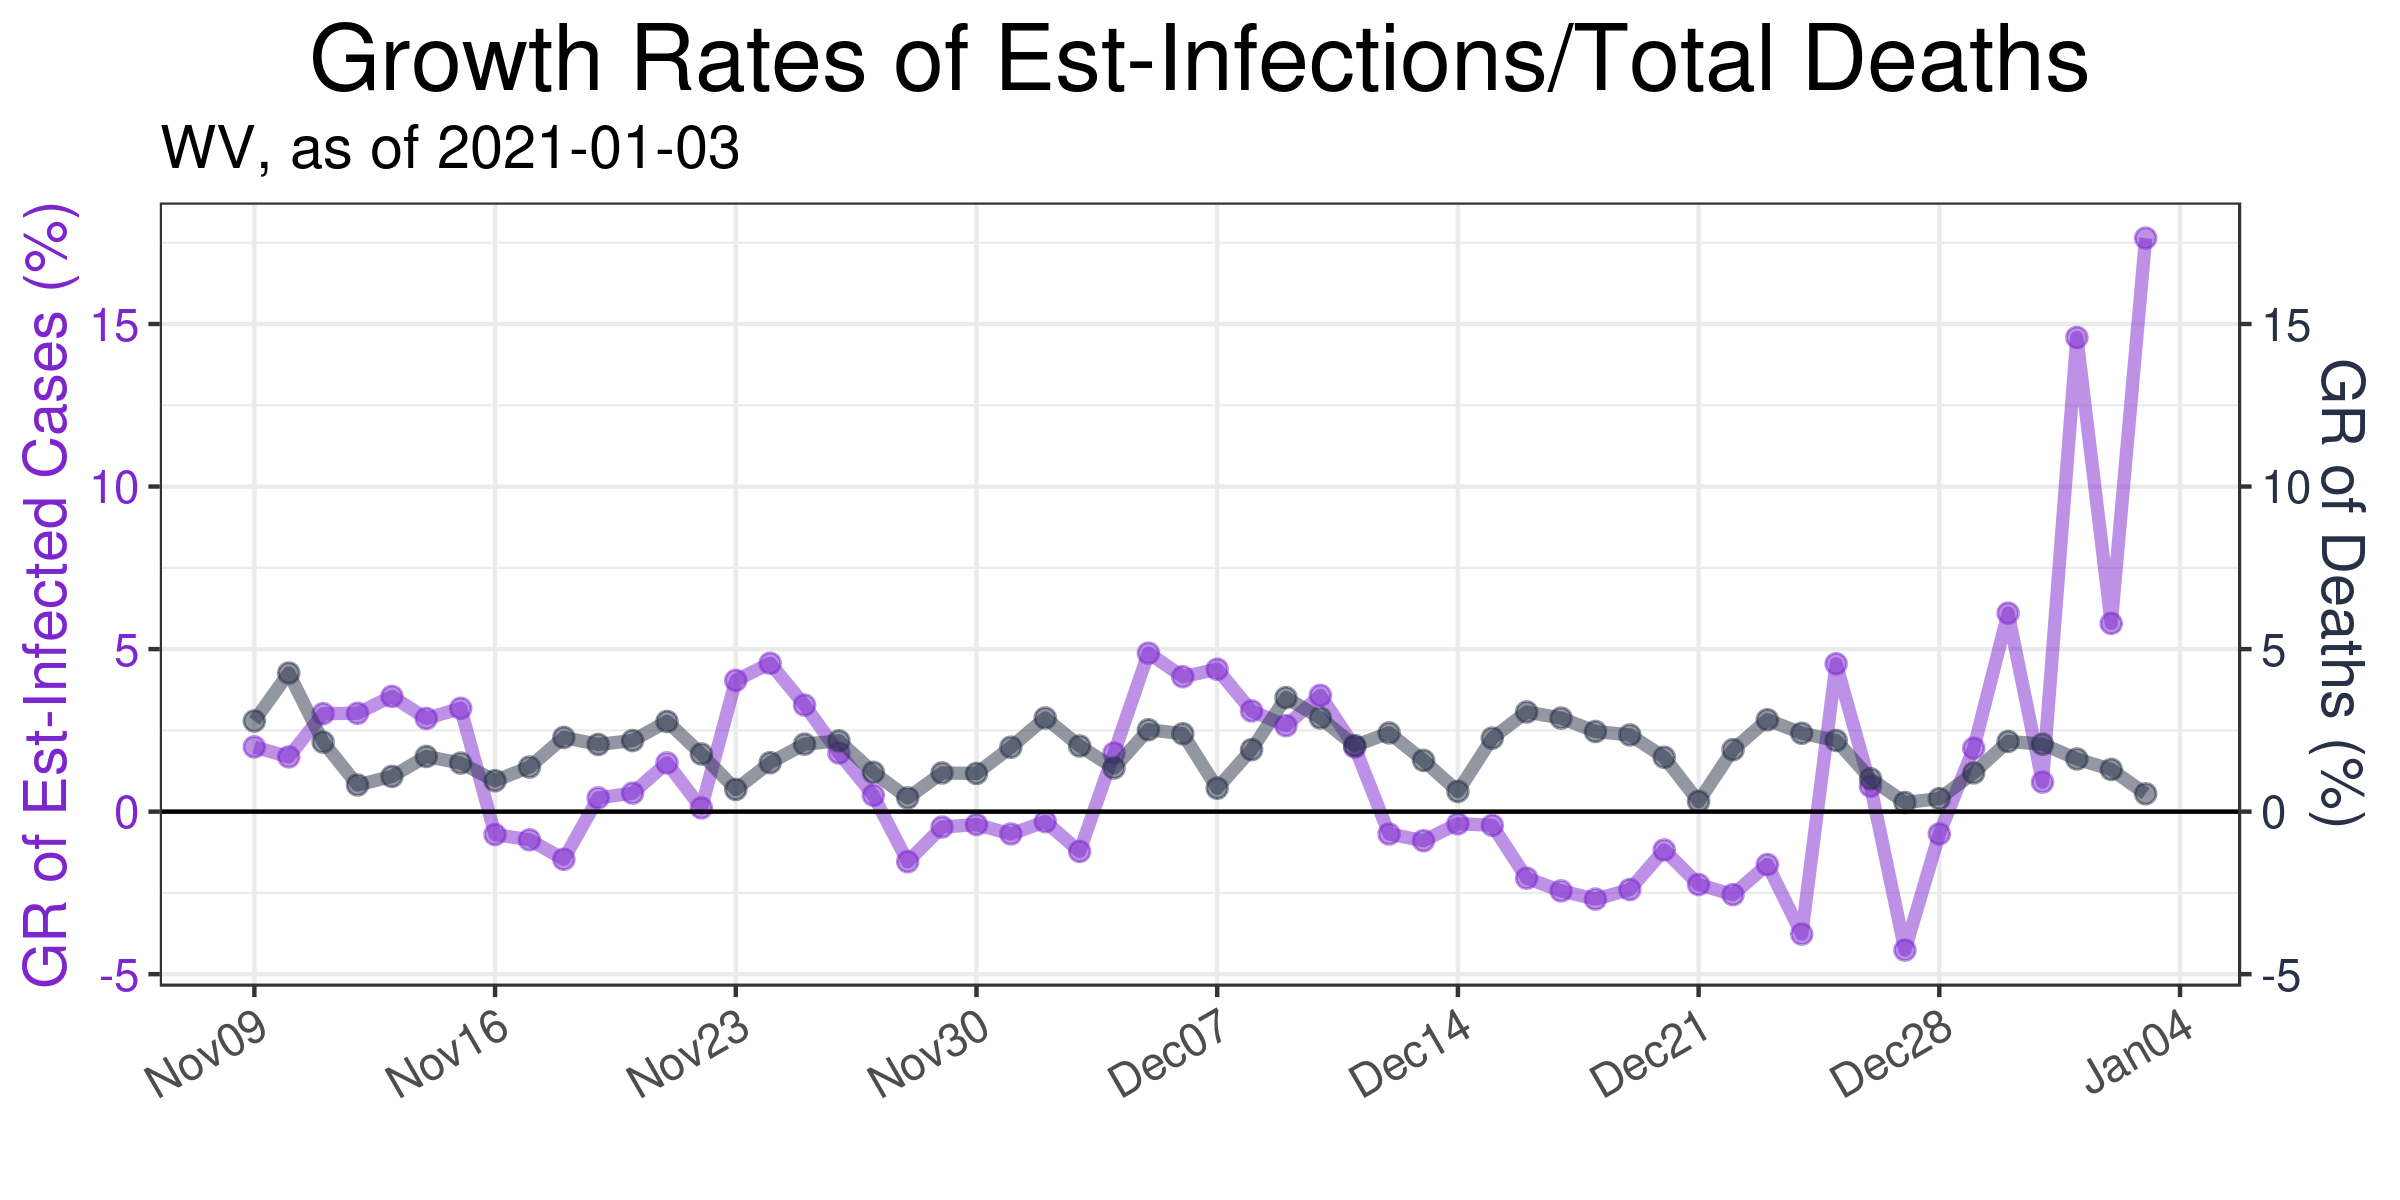 Growth Rates of Est-Infections/Total Deaths
WV, as of 2021-01-03
GR of Est-Infected Cases (%)
15
10
5
0
-5
15
10
5
0
-5
GR of Deaths (%)
Nov09
Nov16
Nov23
Nov30
Dec07
Dec14
Dec21
Dec28
Jan04